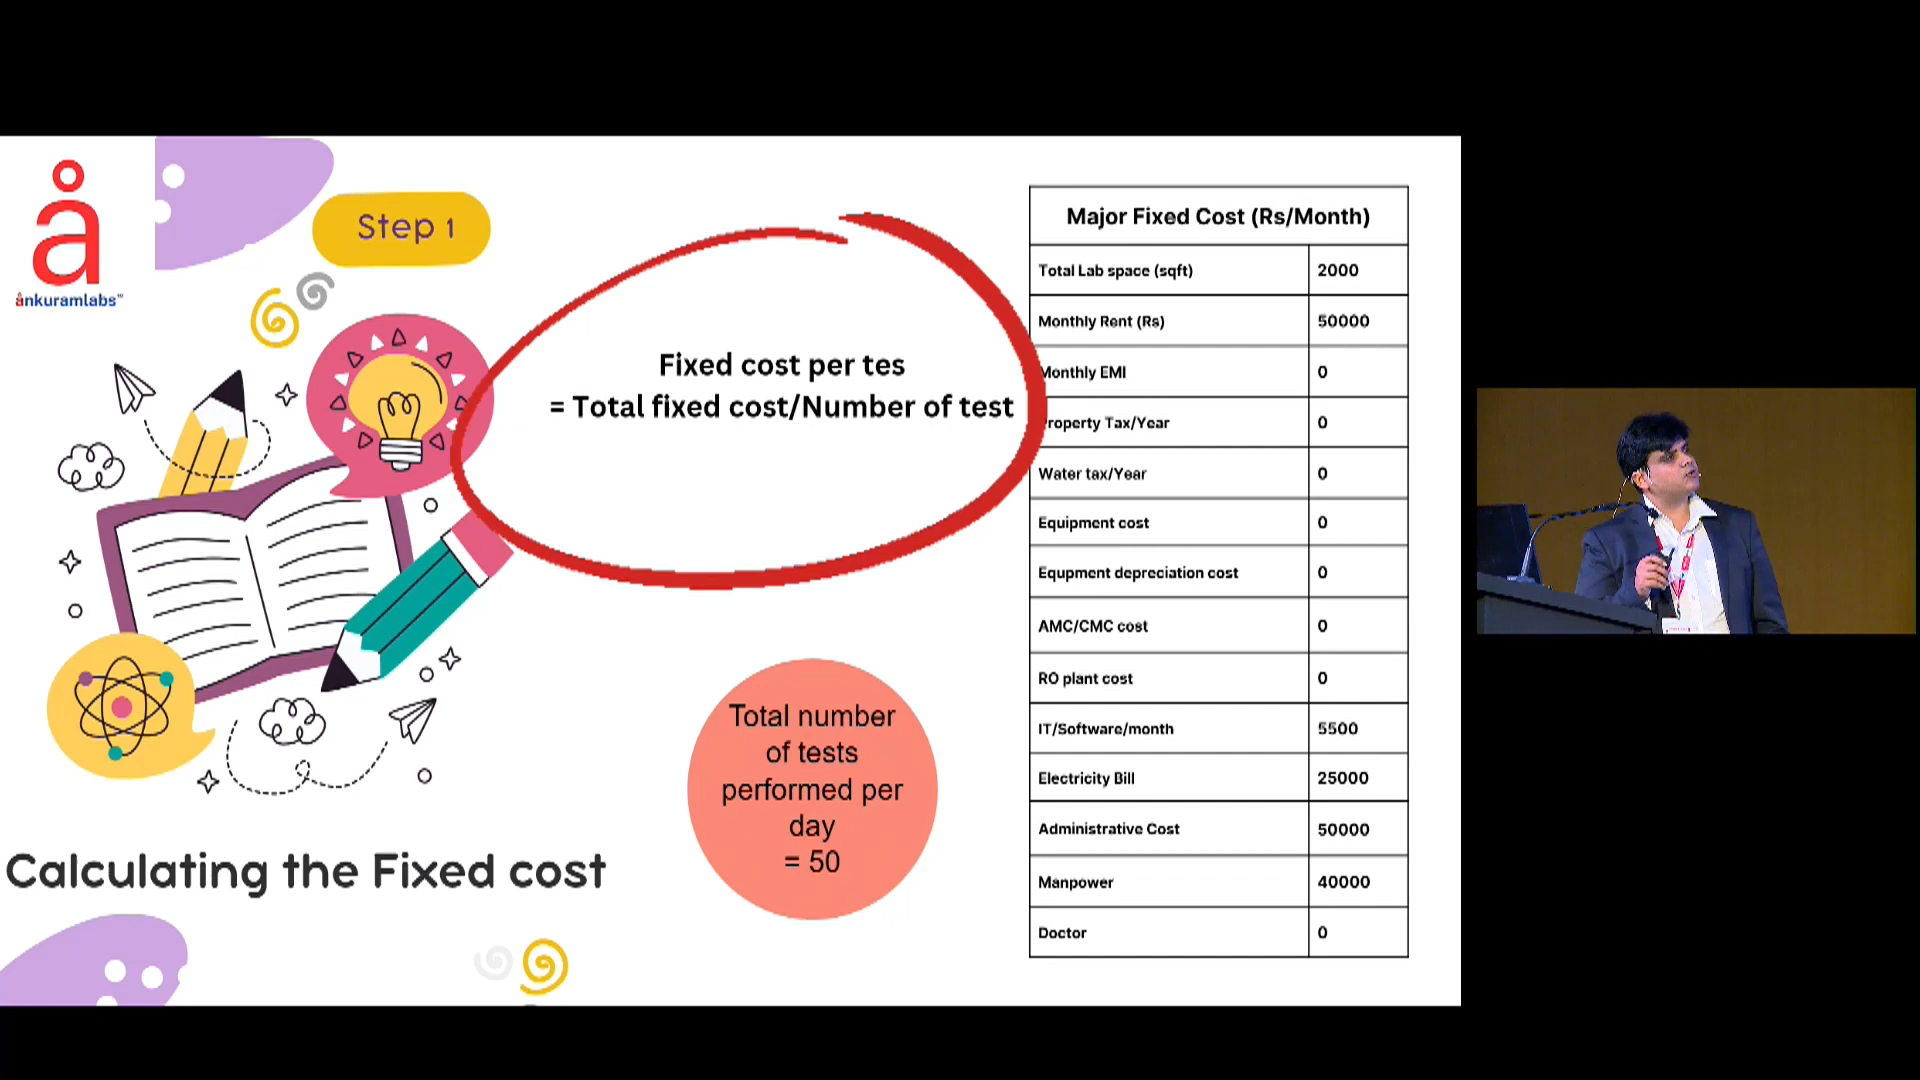 å
ånkuramlabs™
Step 1
Fixed cost per tes
= Total fixed cost/Number of test
Total number
of tests
performed per
day
= 50
Calculating the Fixed cost
Major Fixed Cost (Rs/Month)
Total Lab space (sqft) 2000
Monthly Rent (Rs) 50000
Monthly EMI 0
Property Tax/Year 0
Water tax/Year 0
Equipment cost 0
Equpment depreciation cost 0
AMC/CMC cost 0
RO plant cost 0
IT/Software/month 5500
Electricity Bill 25000
Administrative Cost 50000
Manpower 40000
Doctor 0